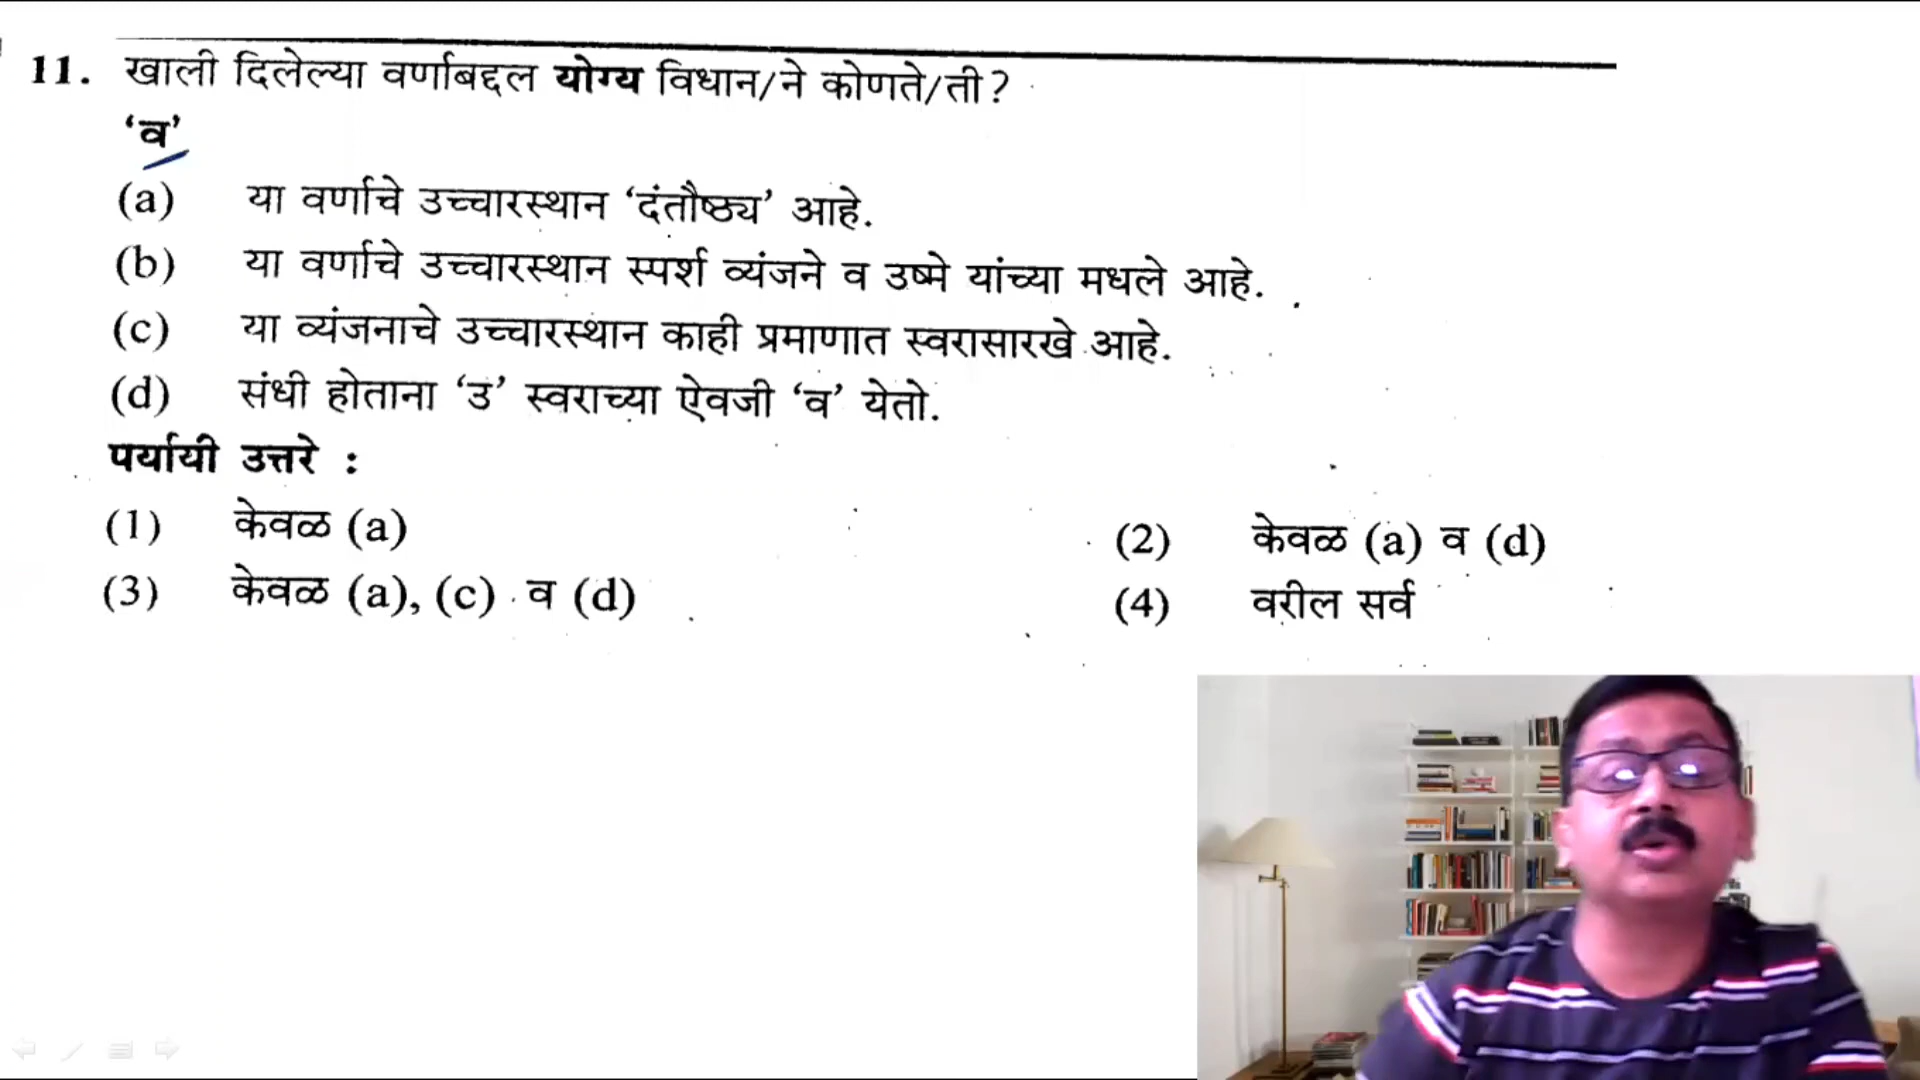 11. खाली दिलेल्या वर्णाबद्दल योग्य विधान/ने कोणते/ती?
‘व’
(a) या वर्णाचे उच्चारस्थान ‘दंतौष्ठ्य’ आहे.
(b) या वर्णाचे उच्चारस्थान स्पर्श व्यंजने व उष्मे यांच्या मधले आहे.
(c) या व्यंजनाचे उच्चारस्थान काही प्रमाणात स्वरासारखे आहे.
(d) संधी होताना ‘उ’ स्वराच्या ऐवजी ‘व’ येतो.
पर्यायी उत्तरे :
(1) केवळ (a) (2) केवळ (a) व (d)
(3) केवळ (a), (c) व (d) (4) वरील सर्व